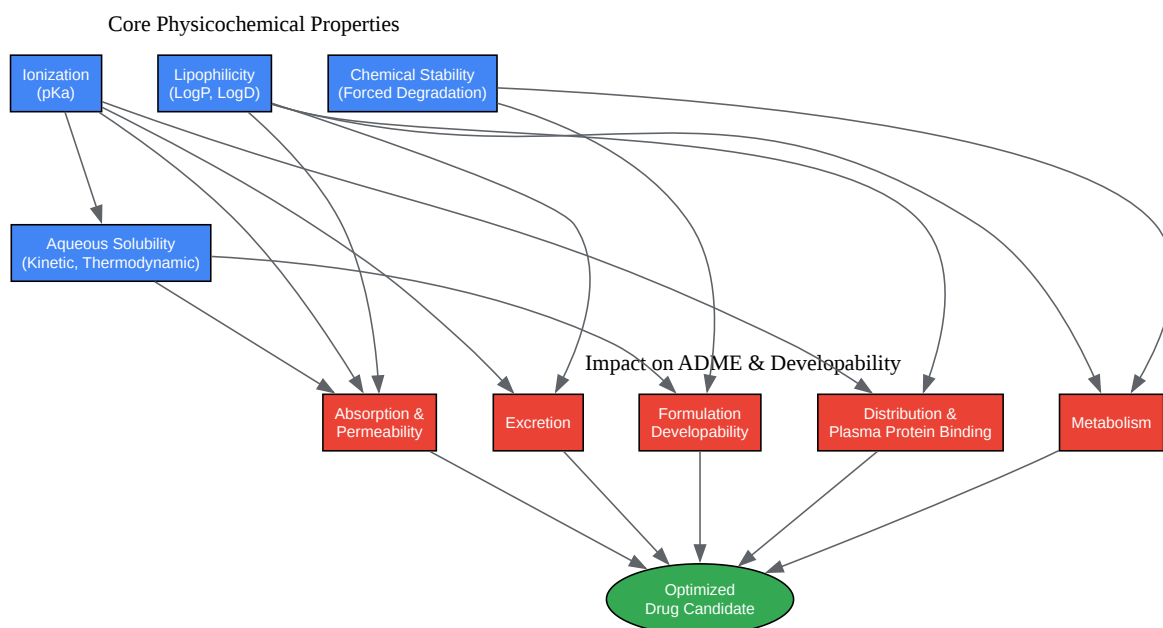 Core Physicochemical Properties
Ionization
(pKa)
Lipophilicity
(LogP, LogD)
Chemical Stability
(Forced Degradation)
Aqueous Solubility
(Kinetic, Thermodynamic)
Impact on ADME & Developability
Absorption &
Permeability
Excretion
Formulation
Developability
Distribution &
Plasma Protein Binding
Metabolism
Optimized
Drug Candidate